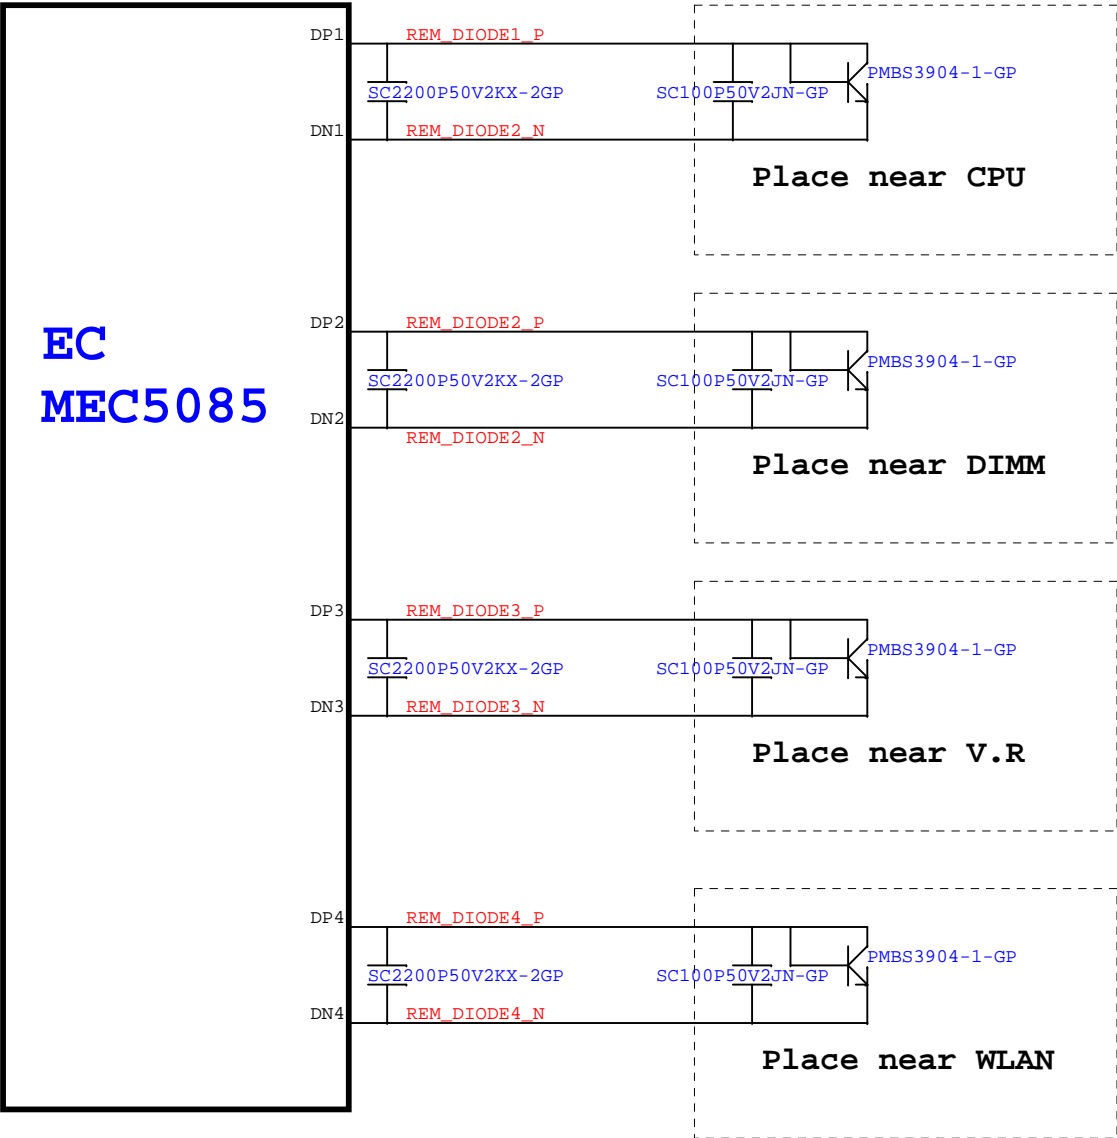 DP1
REM_DIODE1_P
PMBS3904-1-GP
SC2200P50V2KX-2GP
SC100P50V2JN-GP
DN1
REM_DIODE2_N
Place near CPU
EC
MEC5085
DP2
REM_DIODE2_P
PMBS3904-1-GP
SC2200P50V2KX-2GP
SC100P50V2JN-GP
DN2
REM_DIODE2_N
Place near DIMM
DP3
REM_DIODE3_P
PMBS3904-1-GP
SC2200P50V2KX-2GP
SC100P50V2JN-GP
DN3
REM_DIODE3_N
Place near V.R
DP4
REM_DIODE4_P
PMBS3904-1-GP
SC2200P50V2KX-2GP
SC100P50V2JN-GP
DN4
REM_DIODE4_N
Place near WLAN